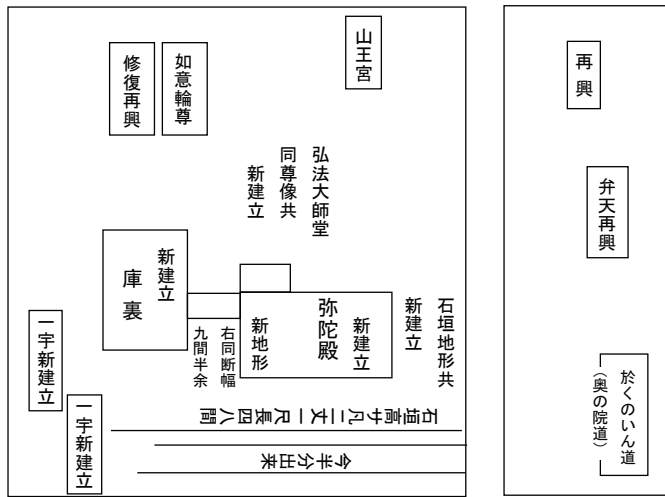 再興
弁天再興
於くのいん道
（奥の院道）
山王宮
如意輪尊
修復再興
弘法大師堂
同尊像共
新建立
石垣地形共
新建立
新建立
弥陀殿
新地形
右同断幅
九間半余
新建立
庫裏
一宇新建立
一宇新建立
石垣高サ凡二丈一尺長四八間
今半分出来